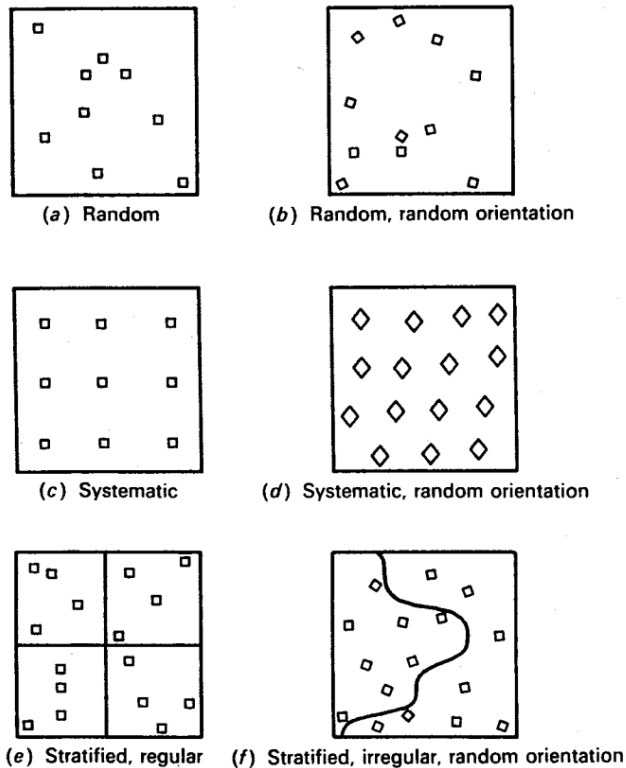 (a) Random
(b) Random, random orientation
(c) Systematic
(d) Systematic, random orientation
(e) Stratified, regular
(f) Stratified, irregular, random orientation